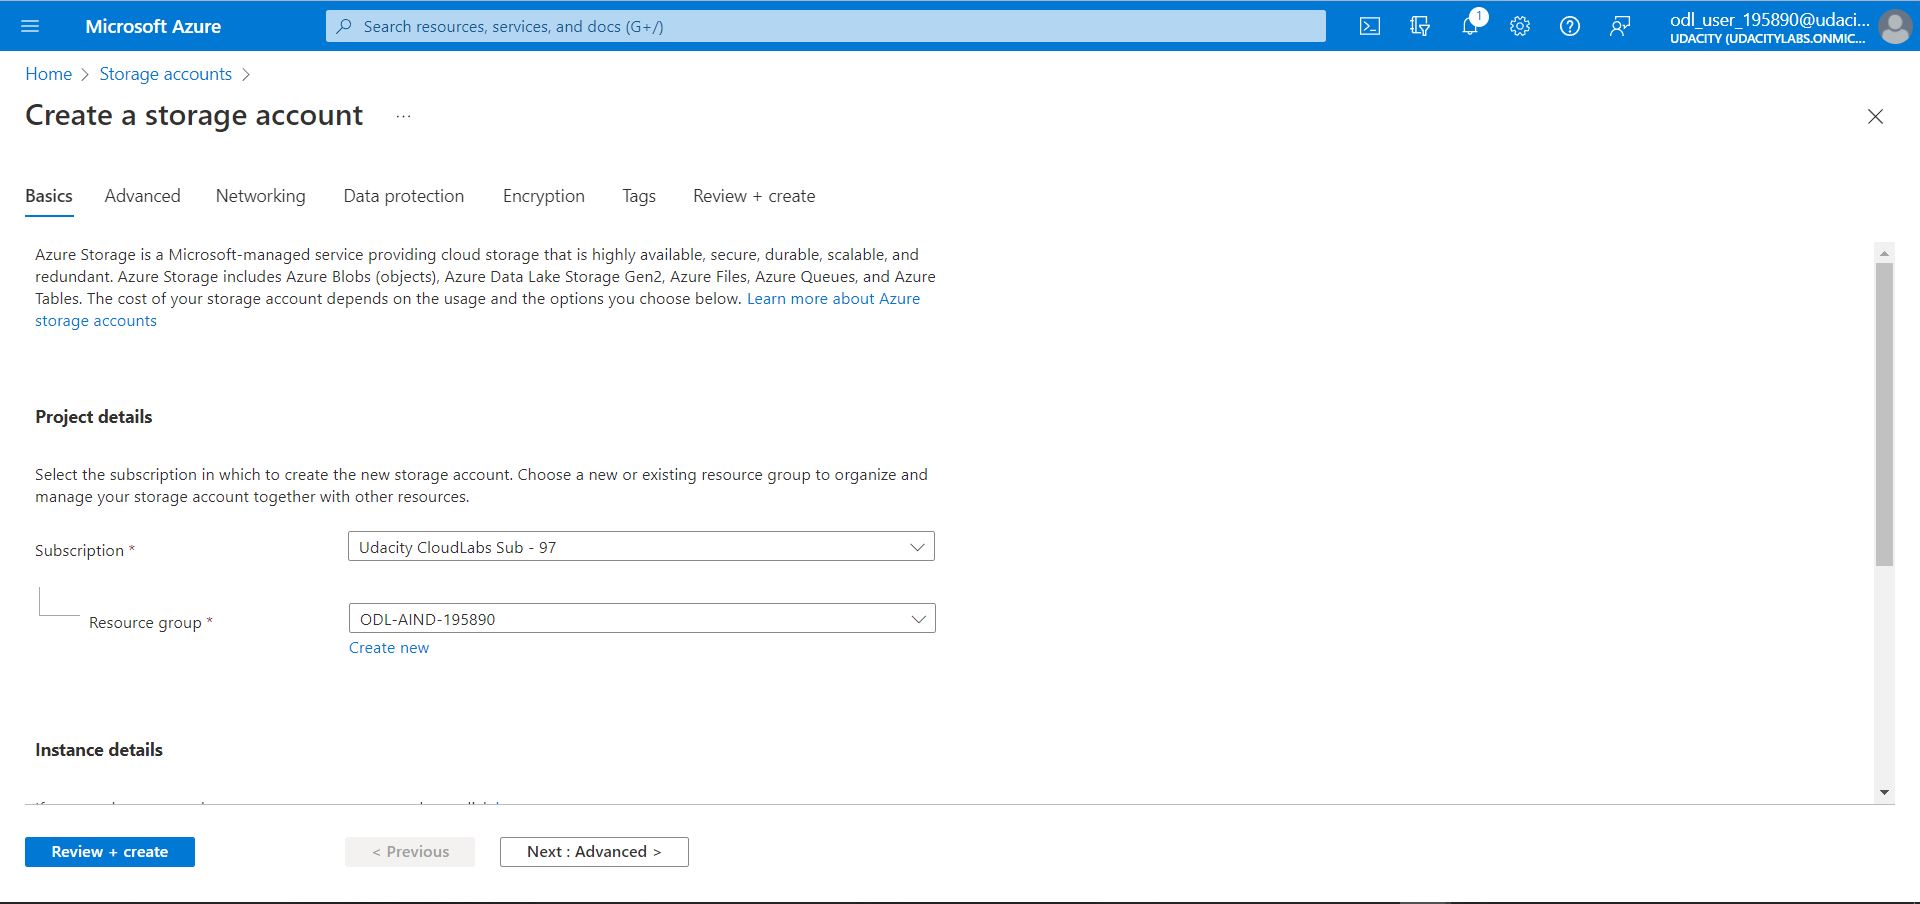 Microsoft Azure
Search resources, services, and docs (G+/)
1
odl_user_195890@udaci...
UDACITY (UDACITYLABS.ONMIC...
Home > Storage accounts >
Create a storage account ...
Basics Advanced Networking Data protection Encryption Tags Review + create
Azure Storage is a Microsoft-managed service providing cloud storage that is highly available, secure, durable, scalable, and
redundant. Azure Storage includes Azure Blobs (objects), Azure Data Lake Storage Gen2, Azure Files, Azure Queues, and Azure
Tables. The cost of your storage account depends on the usage and the options you choose below. Learn more about Azure
storage accounts
Project details
Select the subscription in which to create the new storage account. Choose a new or existing resource group to organize and
manage your storage account together with other resources.
Subscription * Udacity CloudLabs Sub - 97
Resource group * ODL-AIND-195890
Create new
Instance details
Review + create < Previous Next : Advanced >